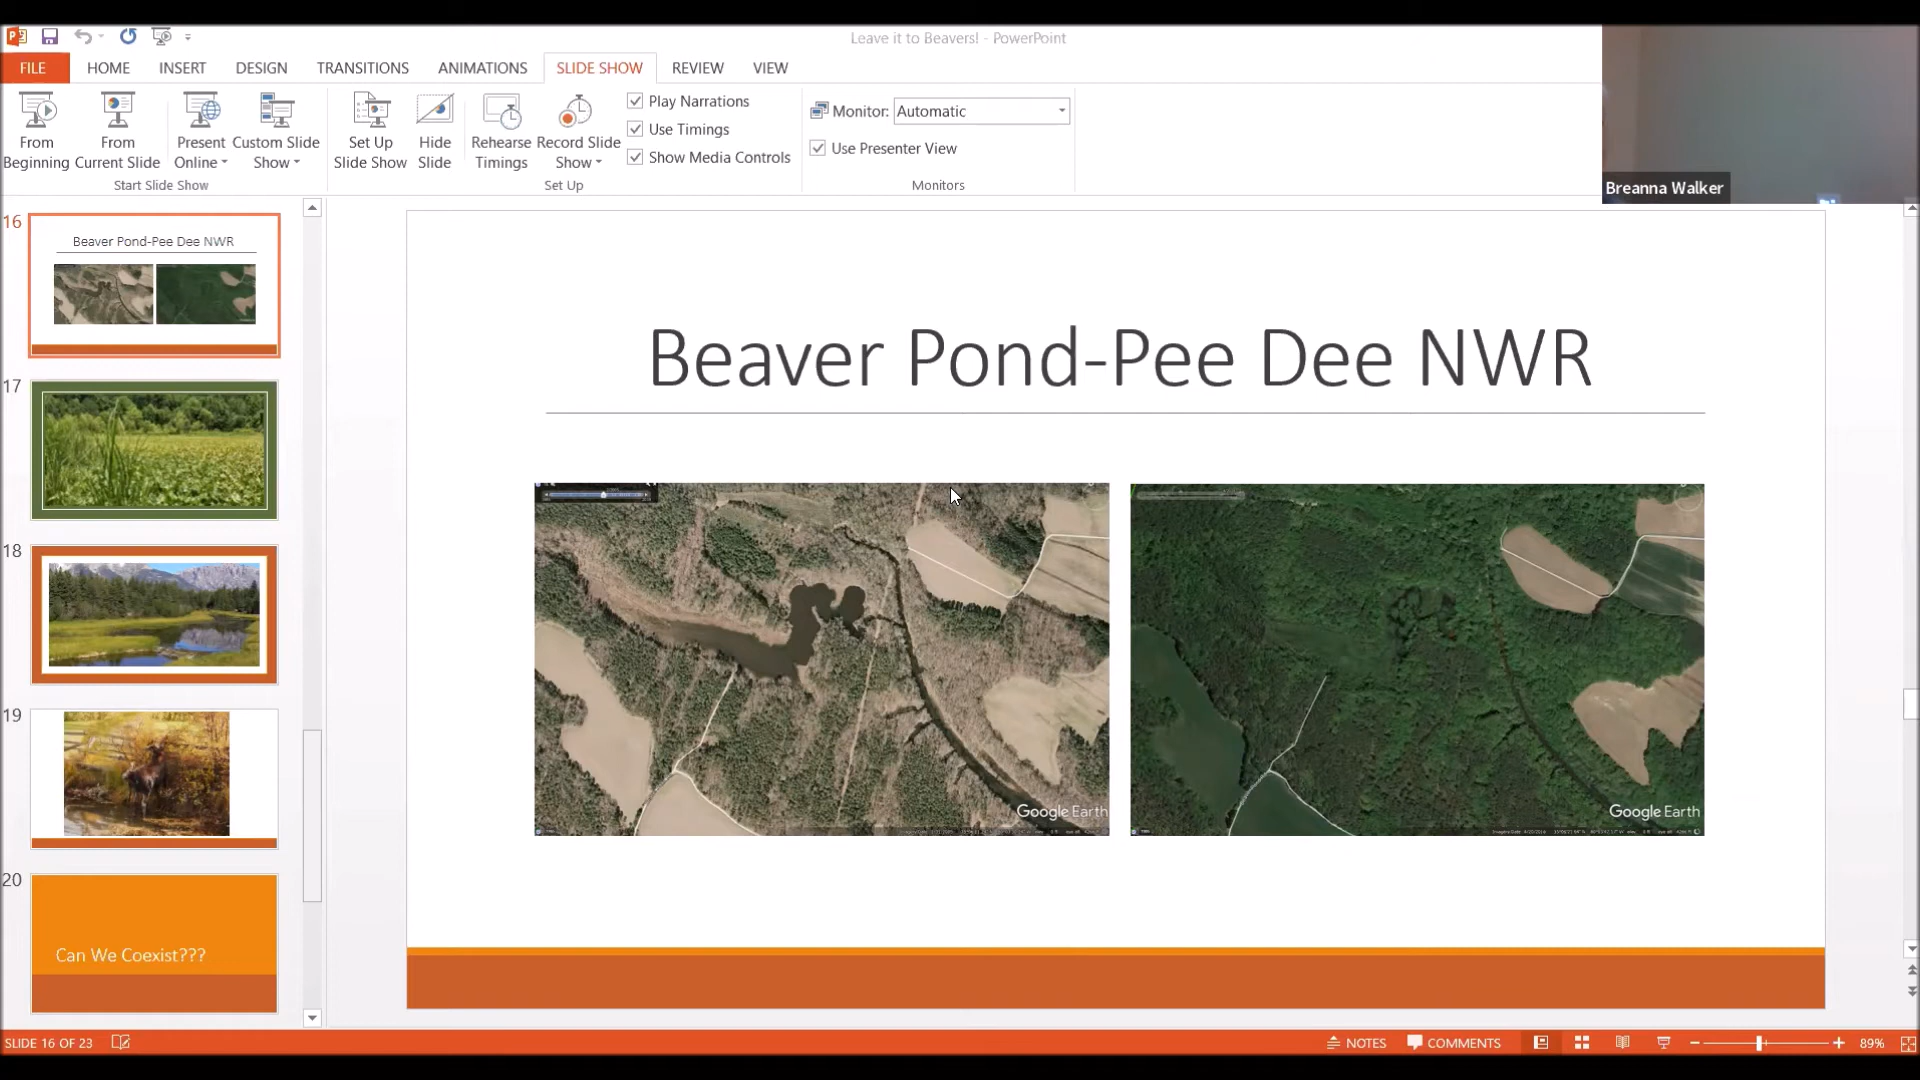 Leave it to Beavers! - PowerPoint
FILE HOME INSERT DESIGN TRANSITIONS ANIMATIONS SLIDE SHOW REVIEW VIEW
From Beginning
From Current Slide
Present Online
Custom Slide Show
Start Slide Show
Set Up Slide Show
Hide Slide
Rehearse Timings
Record Slide Show
Play Narrations
Use Timings
Show Media Controls
Set Up
Monitor: Automatic
Use Presenter View
Monitors
Breanna Walker
16
Beaver Pond-Pee Dee NWR
17
18
19
20
Can We Coexist???
Beaver Pond-Pee Dee NWR
Google Earth
Google Earth
SLIDE 16 OF 23
NOTES
COMMENTS
89%